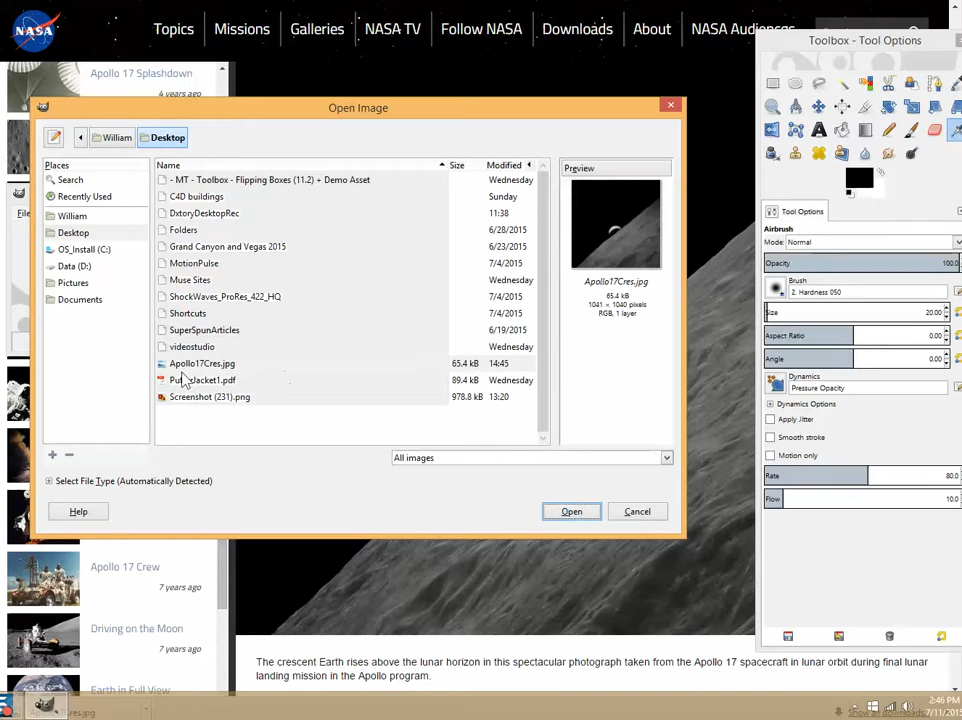 NASA
Topics
Missions
Galleries
NASA TV
Follow NASA
Downloads
About
NASA Audiences
Toolbox - Tool Options
Apollo 17 Splashdown
4 years ago
Open Image
William
Desktop
Places
Search
Recently Used
William
Desktop
OS_Install (C:)
Data (D:)
Pictures
Documents
Name Size Modified
- MT - Toolbox - Flipping Boxes (11.2) + Demo Asset Wednesday
C4D buildings Sunday
DxtoryDesktopRec 11:38
Folders 6/28/2015
Grand Canyon and Vegas 2015 6/23/2015
MotionPulse 7/4/2015
Muse Sites 7/4/2015
ShockWaves_ProRes_422_HQ 7/4/2015
Shortcuts 7/4/2015
SuperSpunArticles 6/19/2015
videostudio Wednesday
Apollo17Cres.jpg 65.4 kB 14:45
Jacket1.pdf 89.4 kB Wednesday
Screenshot (231).png 978.8 kB 13:20
Preview
Apollo17Cres.jpg
65.4 kB
1041 × 1040 pixels
RGB, 1 layer
All images
Select File Type (Automatically Detected)
Help
Open
Cancel
Tool Options
Airbrush
Mode: Normal
Opacity 100.0
Brush
2. Hardness 050
Size 20.00
Aspect Ratio 0.00
Angle 0.00
Dynamics
Pressure Opacity
Dynamics Options
Apply Jitter
Smooth stroke
Motion only
Rate 80.0
Flow 10.0
Apollo 17 Crew
7 years ago
Driving on the Moon
7 years ago
Earth in Full View
The crescent Earth rises above the lunar horizon in this spectacular photograph taken from the Apollo 17 spacecraft in lunar orbit during final lunar
landing mission in the Apollo program.
2:46 PM
7/11/2015